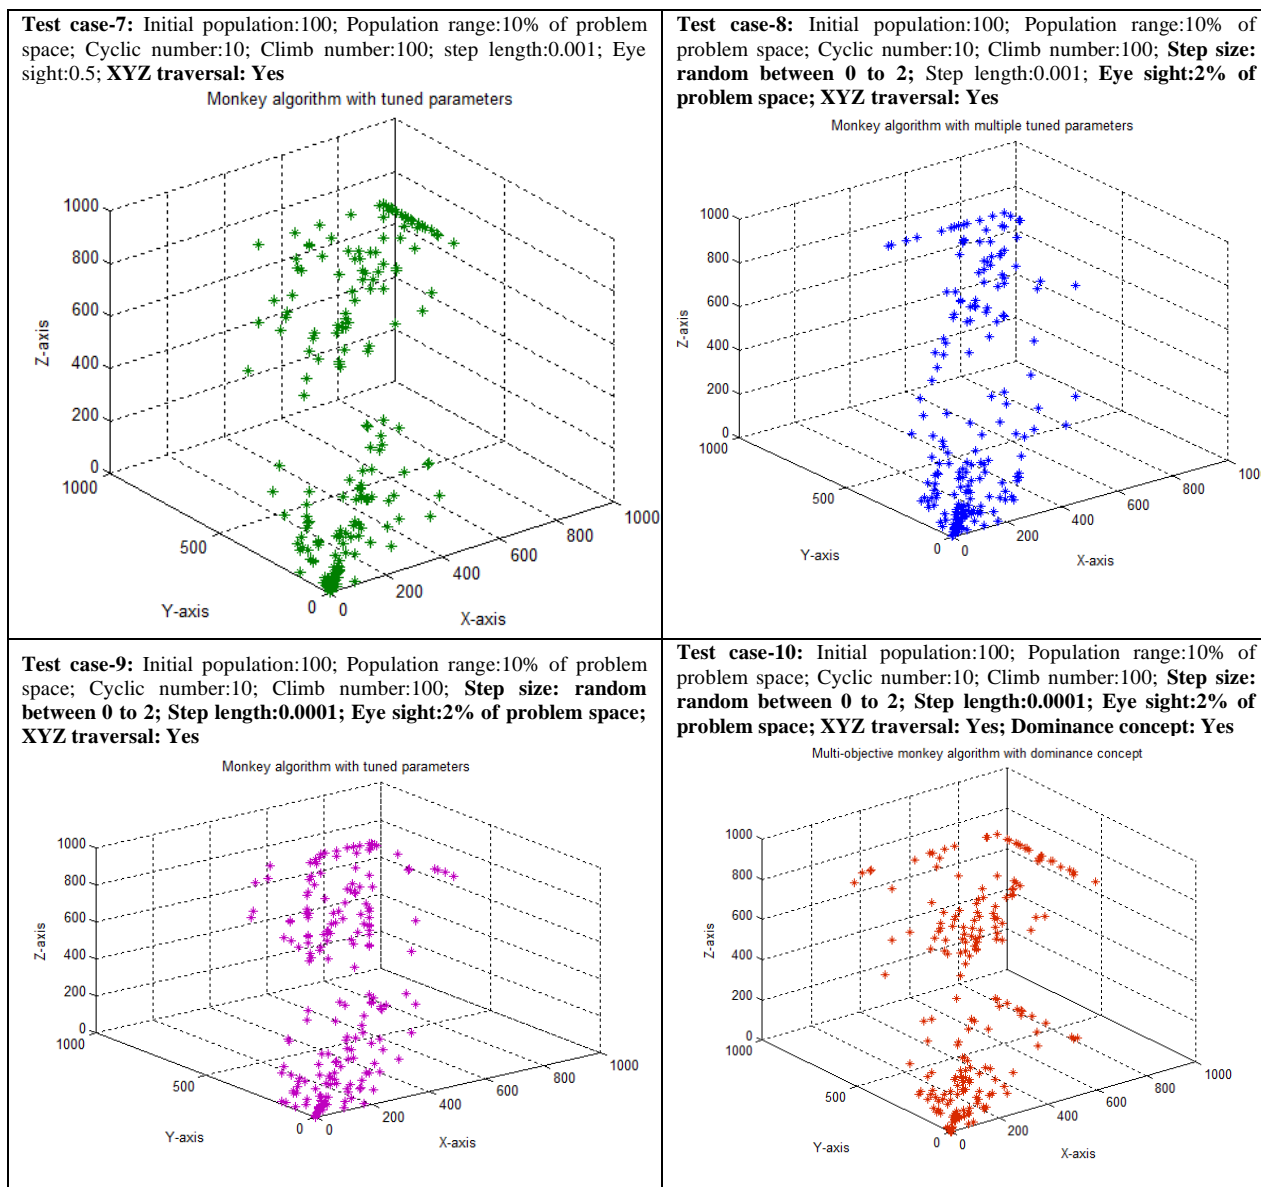 Test case-7: Initial population:100; Population range:10% of problem
space; Cyclic number:10; Climb number:100; step length:0.001; Eye
sight:0.5; XYZ traversal: Yes
Monkey algorithm with tuned parameters
1000
800
600
400
200
0
Z-axis
1000
500
0
Y-axis
0
200
400
600
800
1000
X-axis
Test case-8: Initial population:100; Population range:10% of
problem space; Cyclic number:10; Climb number:100; Step size:
random between 0 to 2; Step length:0.001; Eye sight:2% of
problem space; XYZ traversal: Yes
Monkey algorithm with multiple tuned parameters
1000
800
600
400
200
0
Z-axis
1000
500
0
Y-axis
0
200
400
600
800
100
X-axis
Test case-9: Initial population:100; Population range:10% of problem
space; Cyclic number:10; Climb number:100; Step size: random
between 0 to 2; Step length:0.0001; Eye sight:2% of problem space;
XYZ traversal: Yes
Monkey algorithm with tuned parameters
1000
800
600
400
200
0
Z-axis
1000
500
0
Y-axis
0
200
400
600
800
1000
X-axis
Test case-10: Initial population:100; Population range:10% of
problem space; Cyclic number:10; Climb number:100; Step size:
random between 0 to 2; Step length:0.0001; Eye sight:2% of
problem space; XYZ traversal: Yes; Dominance concept: Yes
Multi-objective monkey algorithm with dominance concept
1000
800
600
400
200
0
Z-axis
1000
500
0
Y-axis
0
200
400
600
800
1000
X-axis